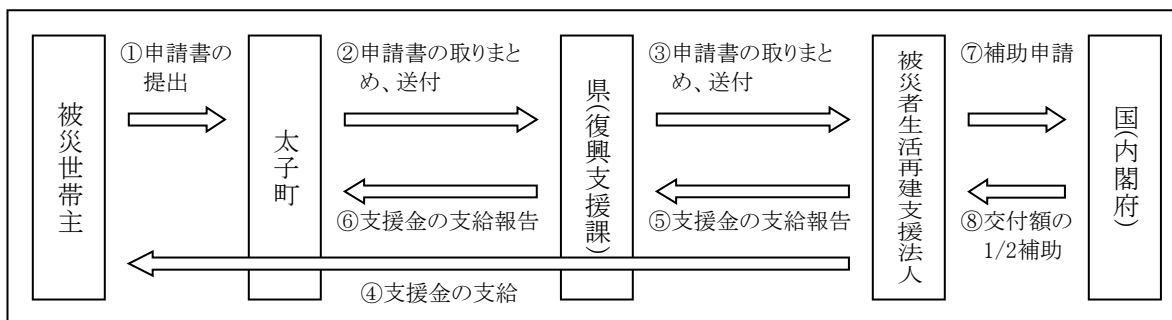 ①申請書の
提出
②申請書の取りまと
め、送付
③申請書の取りまと
め、送付
⑦補助申請
被災世帯主
太子町
県(復興支援課)
被災者生活再建支援法人
国(内閣府)
⑥支援金の支給報告
⑤支援金の支給報告
⑧交付額の
1/2補助
④支援金の支給